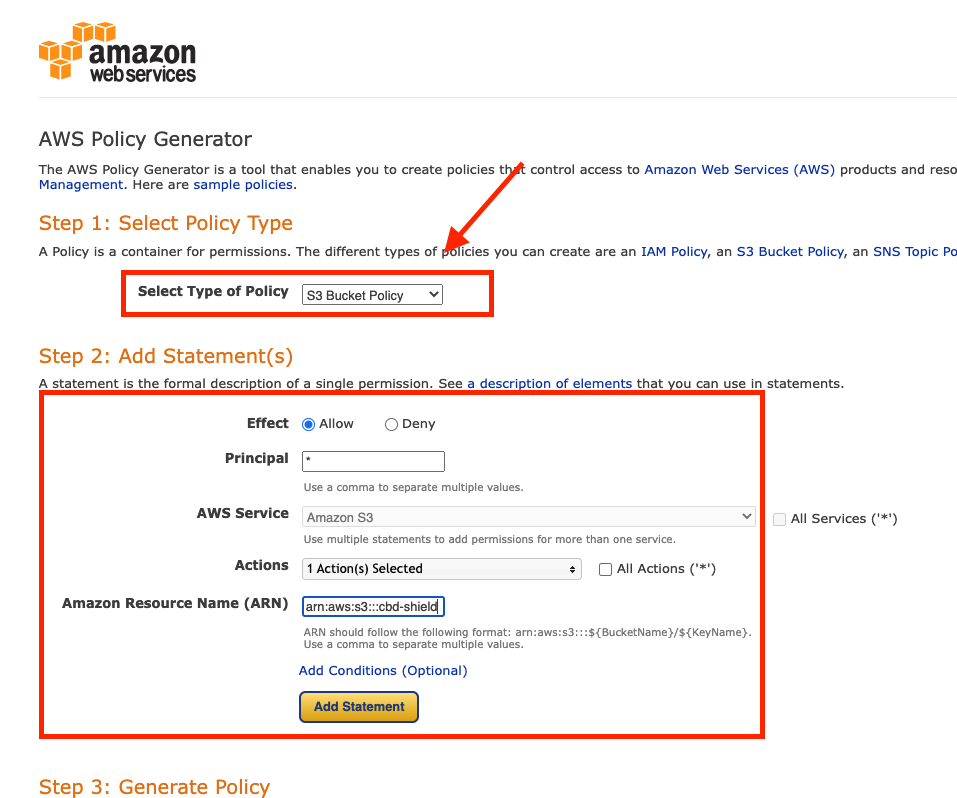 amazon
web services
AWS Policy Generator
The AWS Policy Generator is a tool that enables you to create policies that control access to Amazon Web Services (AWS) products and reso
Management. Here are sample policies.
Step 1: Select Policy Type
A Policy is a container for permissions. The different types of policies you can create are an IAM Policy, an S3 Bucket Policy, an SNS Topic Po
Select Type of Policy S3 Bucket Policy
Step 2: Add Statement(s)
A statement is the formal description of a single permission. See a description of elements that you can use in statements.
Effect Allow Deny
Principal *
Use a comma to separate multiple values.
AWS Service Amazon S3 All Services ('*')
Use multiple statements to add permissions for more than one service.
Actions 1 Action(s) Selected All Actions ('*')
Amazon Resource Name (ARN) arn:aws:s3:::cbd-shield
ARN should follow the following format: arn:aws:s3:::${BucketName}/${KeyName}.
Use a comma to separate multiple values.
Add Conditions (Optional)
Add Statement
Step 3: Generate Policy